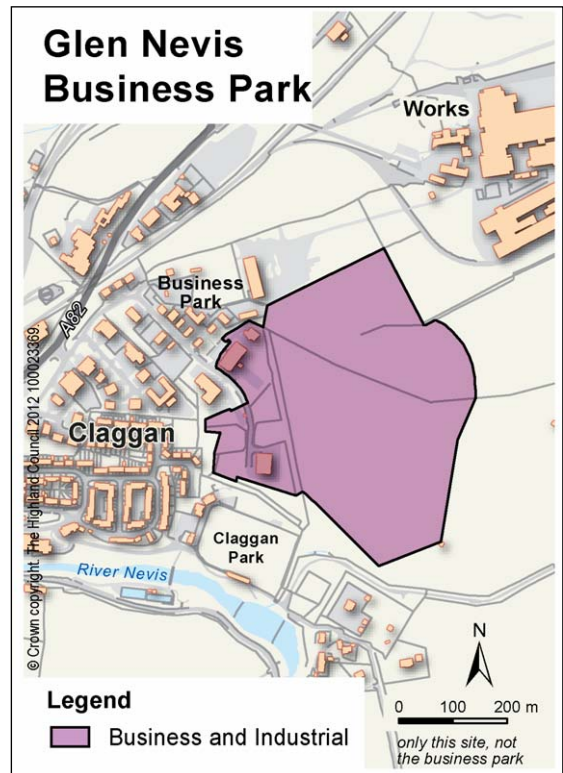 Glen Nevis
Business Park
Works
Business
Park
A82
Claggan
Claggan
Park
River Nevis
© Crown copyright. The Highland Council 2012 100023369.
Legend
Business and Industrial
N
0 100 200 m
only this site, not
the business park